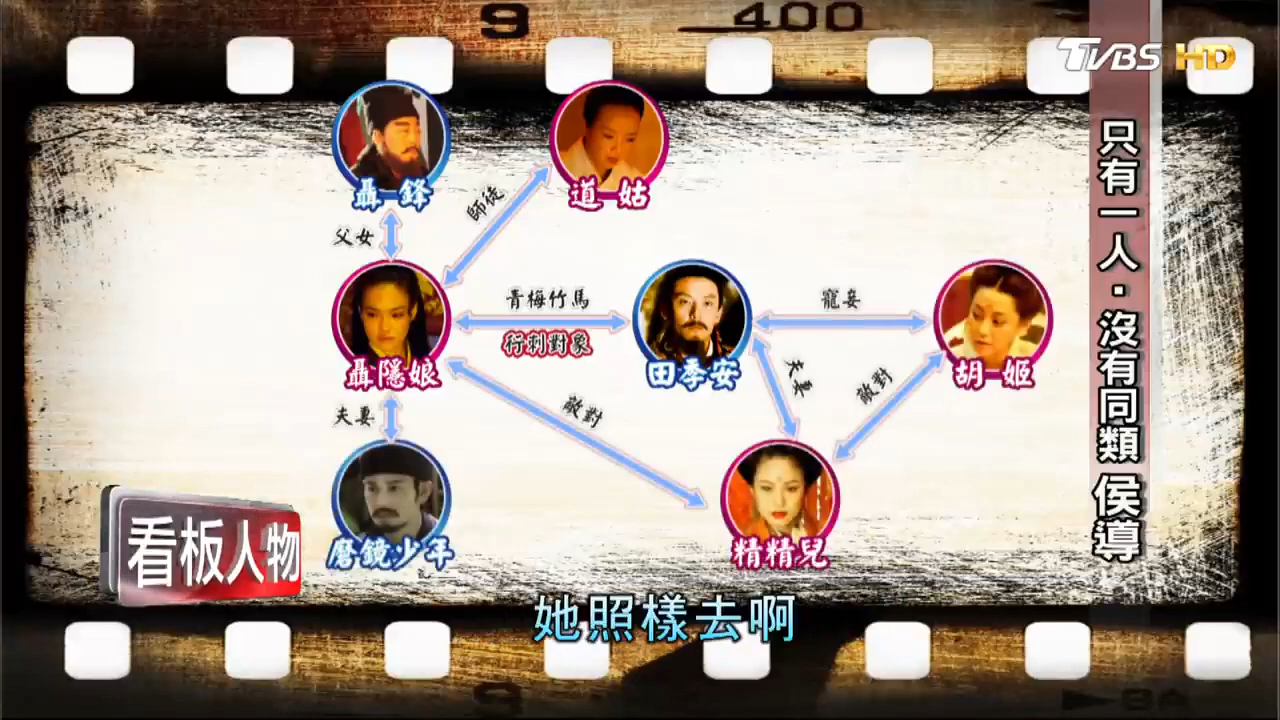 9
400
TVBS HD
聶鋒
道姑
師徒
父女
青梅竹馬
寵妾
行刺對象
聶隱娘
田季安
胡姬
夫妻
敵對
夫妻
敵對
磨鏡少年
精精兒
只有一人.沒有同類 侯導
看板人物
她照樣去啊
9
8A